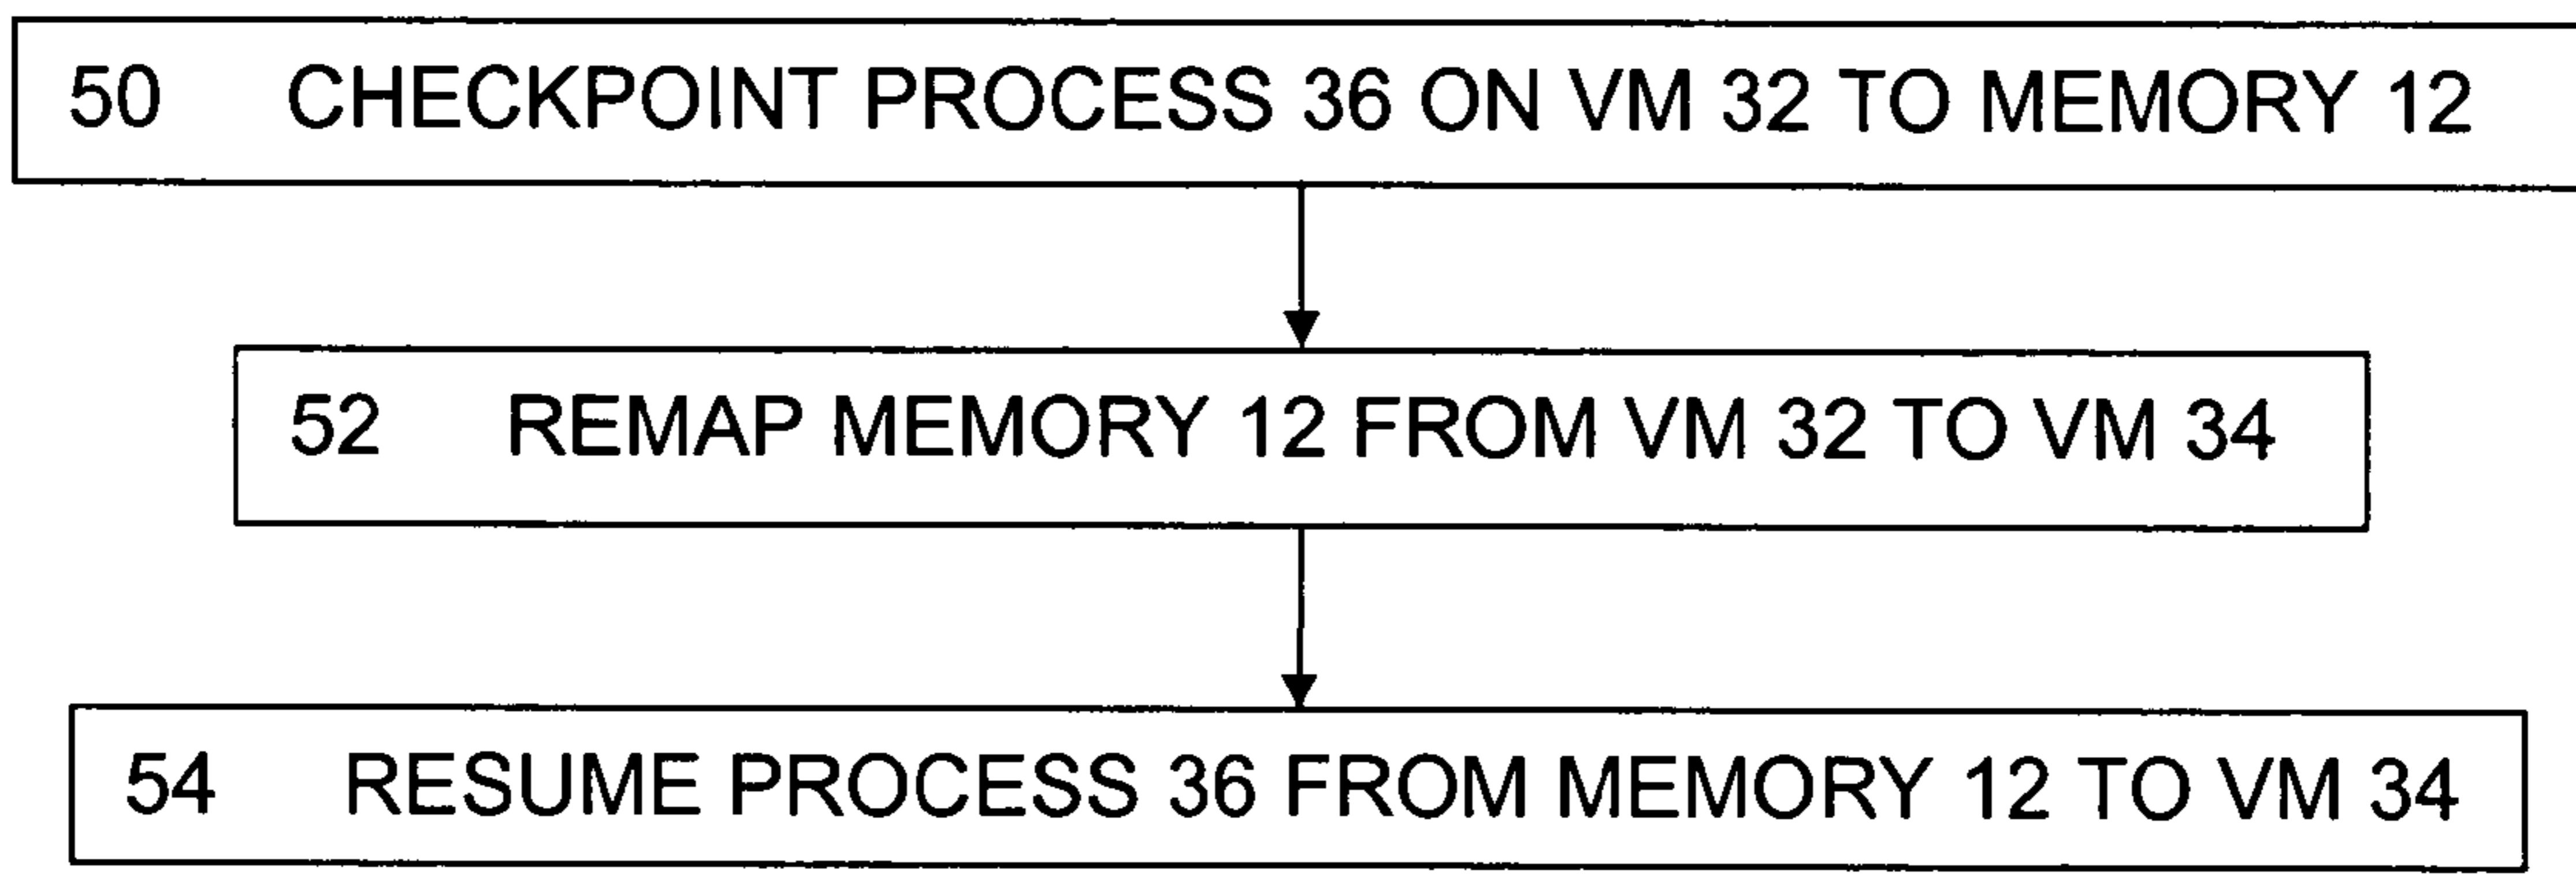 50 CHECKPOINT PROCESS 36 ON VM 32 TO MEMORY 12
52 REMAP MEMORY 12 FROM VM 32 TO VM 34
54 RESUME PROCESS 36 FROM MEMORY 12 TO VM 34